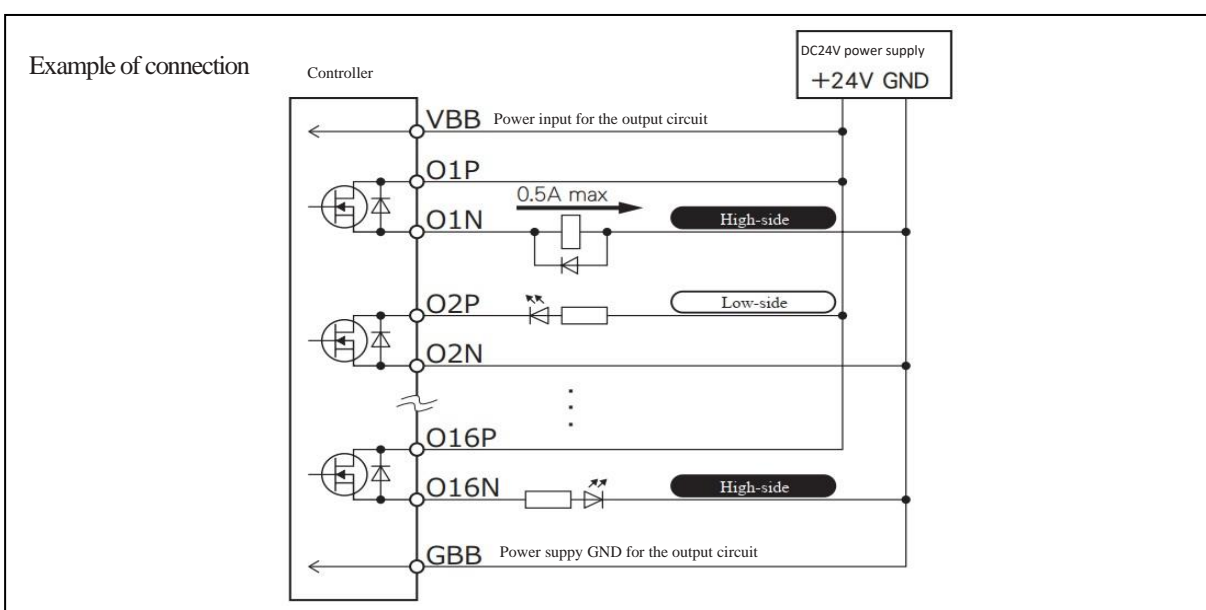 Example of connection
Controller
DC24V power supply
+24V GND
VBB Power input for the output circuit
O1P
0.5A max
O1N High-side
O2P Low-side
O2N
O16P
O16N High-side
GBB Power suppy GND for the output circuit